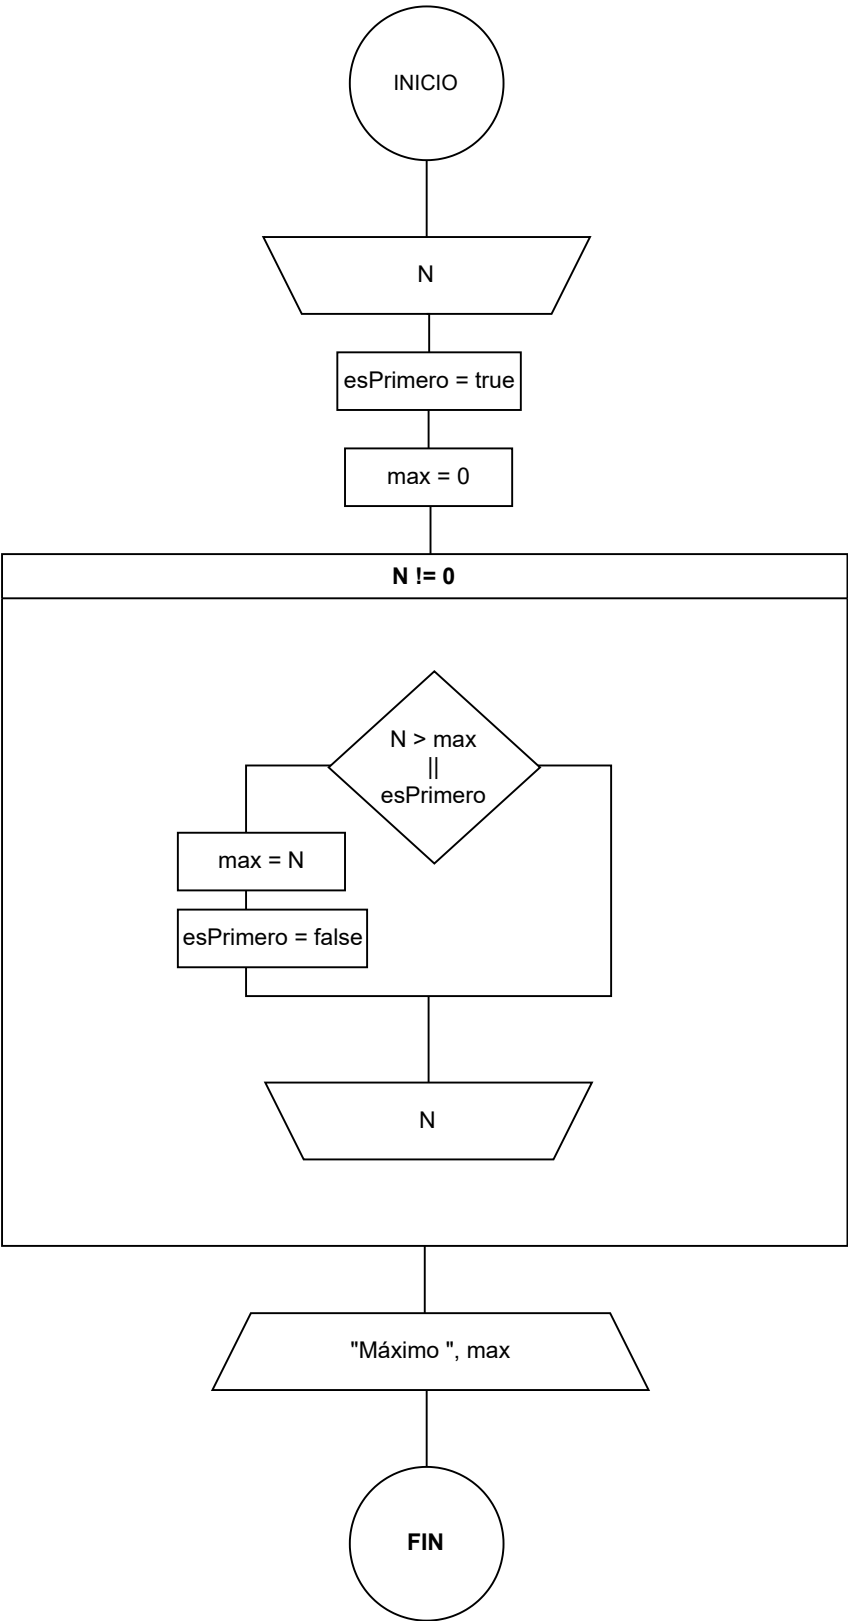 INICIO
N
esPrimero = true
max = 0
N != 0
N > max
||
esPrimero
max = N
esPrimero = false
N
"Máximo ", max
FIN